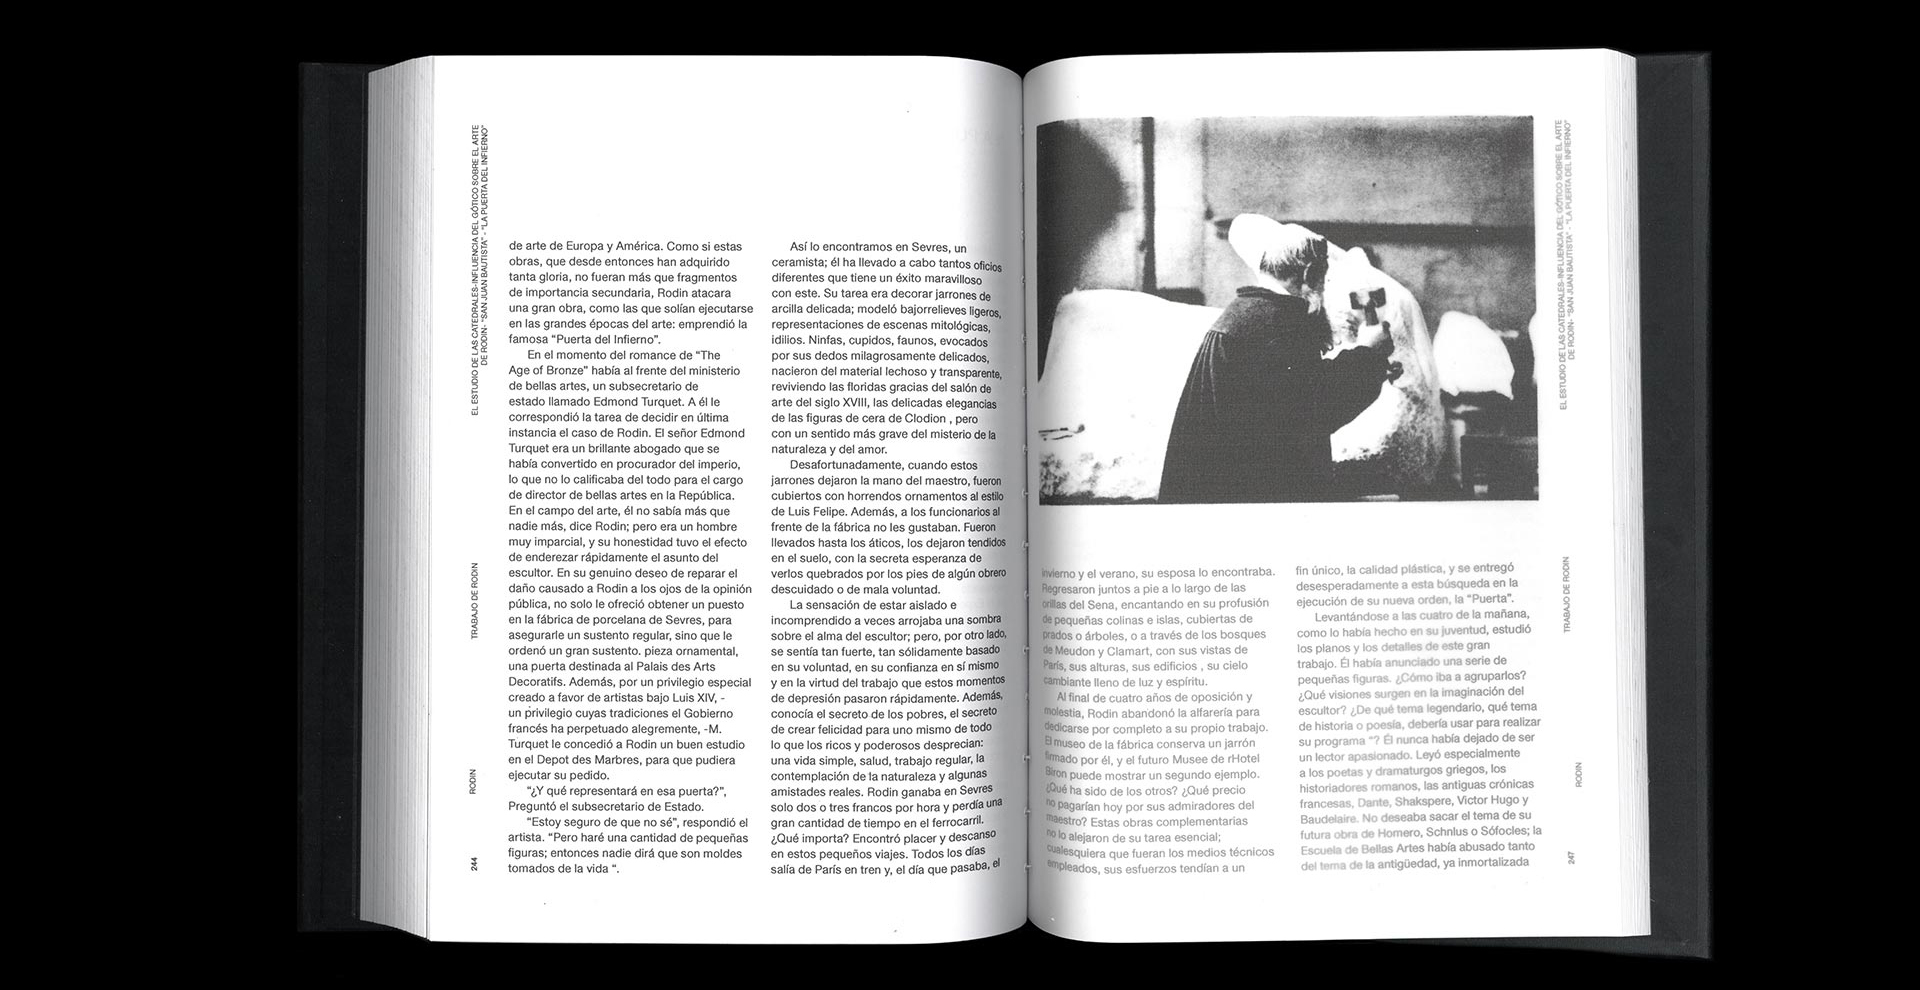 EL ESTUDIO DE LAS CATEDRALES-INFLUENCIA DEL GÓTICO SOBRE EL ARTE
DE RODIN- "SAN JUAN BAUTISTA" - "LA PUERTA DEL INFIERNO"
TRABAJO DE RODIN
RODIN
244
de arte de Europa y América. Como si estas
obras, que desde entonces han adquirido
tanta gloria, no fueran más que fragmentos
de importancia secundaria, Rodin atacara
una gran obra, como las que solían ejecutarse
en las grandes épocas del arte: emprendió la
famosa “Puerta del Infierno”.
En el momento del romance de “The
Age of Bronze” había al frente del ministerio
de bellas artes, un subsecretario de
estado llamado Edmond Turquet. A él le
correspondió la tarea de decidir en última
instancia el caso de Rodin. El señor Edmond
Turquet era un brillante abogado que se
había convertido en procurador del imperio,
lo que no lo calificaba del todo para el cargo
de director de bellas artes en la República.
En el campo del arte, él no sabía más que
nadie más, dice Rodin; pero era un hombre
muy imparcial, y su honestidad tuvo el efecto
de enderezar rápidamente el asunto del
escultor. En su genuino deseo de reparar el
daño causado a Rodin a los ojos de la opinión
pública, no solo le ofreció obtener un puesto
en la fábrica de porcelana de Sevres, para
asegurarle un sustento regular, sino que le
ordenó un gran sustento. pieza ornamental,
una puerta destinada al Palais des Arts
Decoratifs. Además, por un privilegio especial
creado a favor de artistas bajo Luis XIV, -
un privilegio cuyas tradiciones el Gobierno
francés ha perpetuado alegremente, -M.
Turquet le concedió a Rodin un buen estudio
en el Depot des Marbres, para que pudiera
ejecutar su pedido.
“¿Y qué representará en esa puerta?”,
Preguntó el subsecretario de Estado.
“Estoy seguro de que no sé”, respondió el
artista. “Pero haré una cantidad de pequeñas
figuras; entonces nadie dirá que son moldes
tomados de la vida “.
Así lo encontramos en Sevres, un
ceramista; él ha llevado a cabo tantos oficios
diferentes que tiene un éxito maravilloso
con este. Su tarea era decorar jarrones de
arcilla delicada; modeló bajorrelieves ligeros,
representaciones de escenas mitológicas,
idilios. Ninfas, cupidos, faunos, evocados
por sus dedos milagrosamente delicados,
nacieron del material lechoso y transparente,
reviviendo las floridas gracias del salón de
arte del siglo XVIII, las delicadas elegancias
de las figuras de cera de Clodion , pero
con un sentido más grave del misterio de la
naturaleza y del amor.
Desafortunadamente, cuando estos
jarrones dejaron la mano del maestro, fueron
cubiertos con horrendos ornamentos al estilo
de Luis Felipe. Además, a los funcionarios al
frente de la fábrica no les gustaban. Fueron
llevados hasta los áticos, los dejaron tendidos
en el suelo, con la secreta esperanza de
verlos quebrados por los pies de algún obrero
descuidado o de mala voluntad.
La sensación de estar aislado e
incomprendido a veces arrojaba una sombra
sobre el alma del escultor; pero, por otro lado,
se sentía tan fuerte, tan sólidamente basado
en su voluntad, en su confianza en sí mismo
y en la virtud del trabajo que estos momentos
de depresión pasaron rápidamente. Además,
conocía el secreto de los pobres, el secreto
de crear felicidad para uno mismo de todo
lo que los ricos y poderosos desprecian:
una vida simple, salud, trabajo regular, la
contemplación de la naturaleza y algunas
amistades reales. Rodin ganaba en Sevres
solo dos o tres francos por hora y perdía una
gran cantidad de tiempo en el ferrocarril.
¿Qué importa? Encontró placer y descanso
en estos pequeños viajes. Todos los días
salía de París en tren y, el día que pasaba, el
invierno y el verano, su esposa lo encontraba.
Regresaron juntos a pie a lo largo de las
orillas del Sena, encantando en su profusión
de pequeñas colinas e islas, cubiertas de
prados o árboles, o a través de los bosques
de Meudon y Clamart, con sus vistas de
París, sus alturas, sus edificios , su cielo
cambiante lleno de luz y espíritu.
Al final de cuatro años de oposición y
molestia, Rodin abandonó la alfarería para
dedicarse por completo a su propio trabajo.
El museo de la fábrica conserva un jarrón
firmado por él, y el futuro Musee de rHotel
Biron puede mostrar un segundo ejemplo.
¿Qué ha sido de los otros? ¿Qué precio
no pagarían hoy por sus admiradores del
maestro? Estas obras complementarias
no lo alejaron de su tarea esencial;
cualesquiera que fueran los medios técnicos
empleados, sus esfuerzos tendían a un
fin único, la calidad plástica, y se entregó
desesperadamente a esta búsqueda en la
ejecución de su nueva orden, la “Puerta”.
Levantándose a las cuatro de la mañana,
como lo había hecho en su juventud, estudió
los planos y los detalles de este gran
trabajo. Él había anunciado una serie de
pequeñas figuras. ¿Cómo iba a agruparlos?
¿Qué visiones surgen en la imaginación del
escultor? ¿De qué tema legendario, qué tema
de historia o poesía, debería usar para realizar
su programa “? Él nunca había dejado de ser
un lector apasionado. Leyó especialmente
a los poetas y dramaturgos griegos, los
historiadores romanos, las antiguas crónicas
francesas, Dante, Shakspere, Victor Hugo y
Baudelaire. No deseaba sacar el tema de su
futura obra de Homero, Schnlus o Sófocles; la
Escuela de Bellas Artes había abusado tanto
del tema de la antigüedad, ya inmortalizada
EL ESTUDIO DE LAS CATEDRALES-INFLUENCIA DEL GÓTICO SOBRE EL ARTE
DE RODIN- "SAN JUAN BAUTISTA" - "LA PUERTA DEL INFIERNO"
TRABAJO DE RODIN
RODIN
247